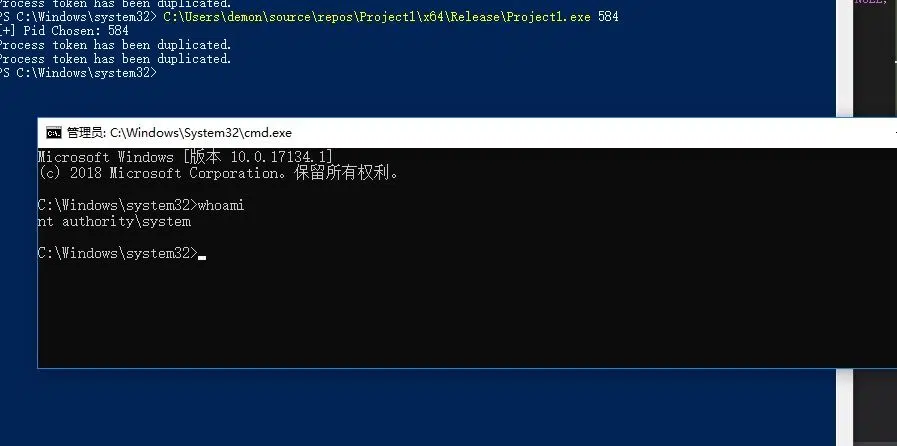 Process token has been duplicated.
PS C:\Windows\system32> C:\Users\demon\source\repos\Project1\x64\Release\Project1.exe 584
[+] Pid Chosen: 584
Process token has been duplicated.
Process token has been duplicated.
PS C:\Windows\system32>
NULL,
管理员: C:\Windows\System32\cmd.exe
Microsoft Windows [版本 10.0.17134.1]
(c) 2018 Microsoft Corporation。保留所有权利。
C:\Windows\system32>whoami
nt authority\system
C:\Windows\system32>